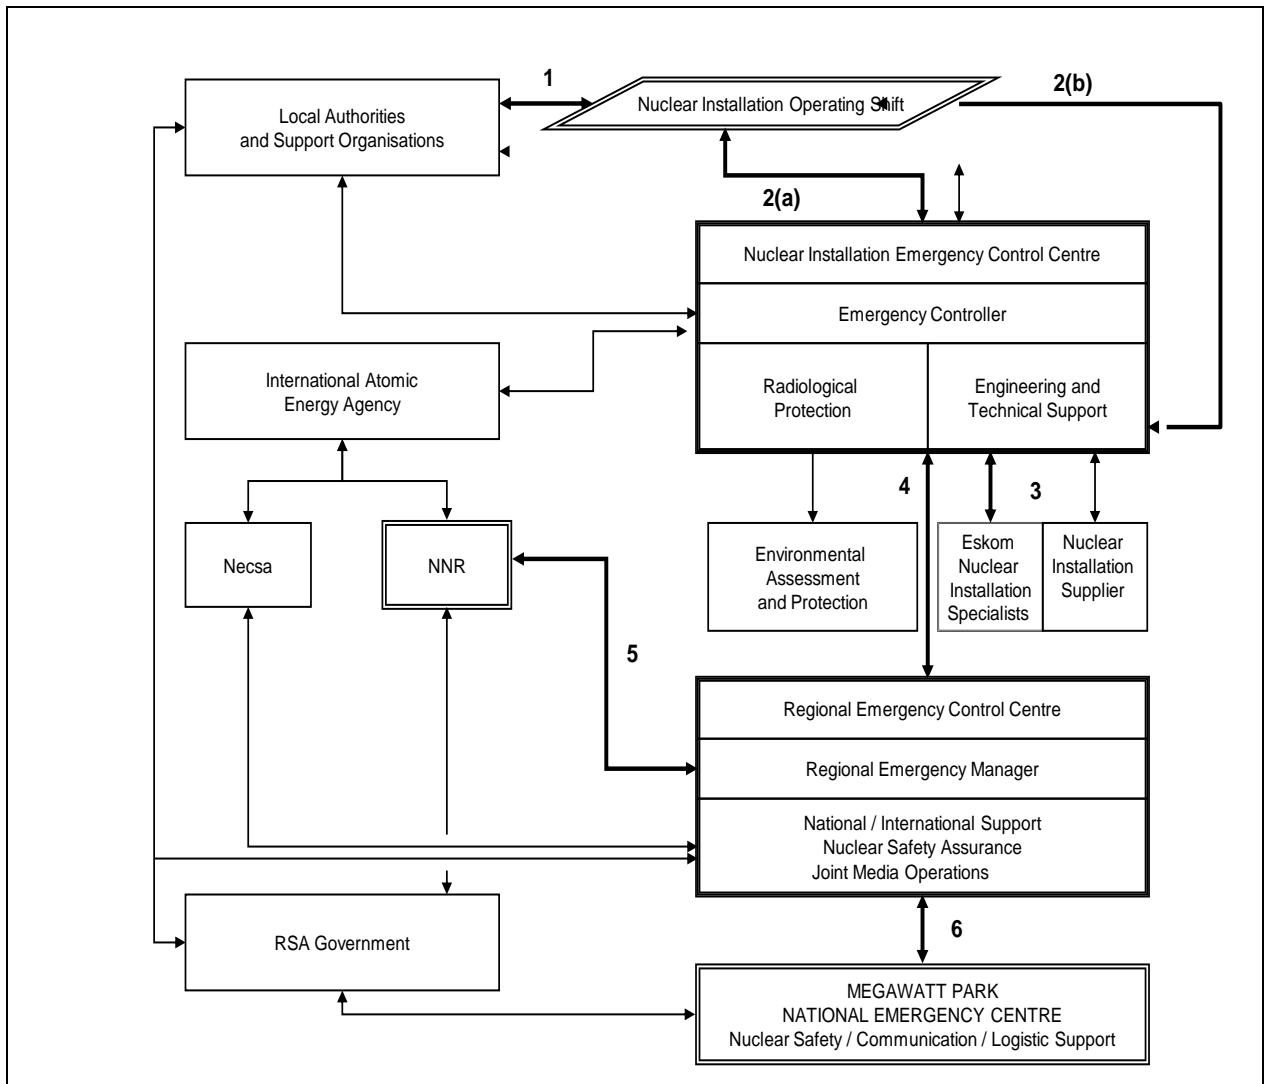 1
Nuclear Installation Operating Shift
2(b)
Local Authorities
and Support Organisations
2(a)
Nuclear Installation Emergency Control Centre
Emergency Controller
International Atomic
Energy Agency
Radiological
Protection
Engineering and
Technical Support
4
3
Necsa
NNR
Environmental
Assessment
and Protection
Eskom
Nuclear
Installation
Specialists
Nuclear
Installation
Supplier
5
Regional Emergency Control Centre
Regional Emergency Manager
National / International Support
Nuclear Safety Assurance
Joint Media Operations
RSA Government
6
MEGAWATT PARK
NATIONAL EMERGENCY CENTRE
Nuclear Safety / Communication / Logistic Support